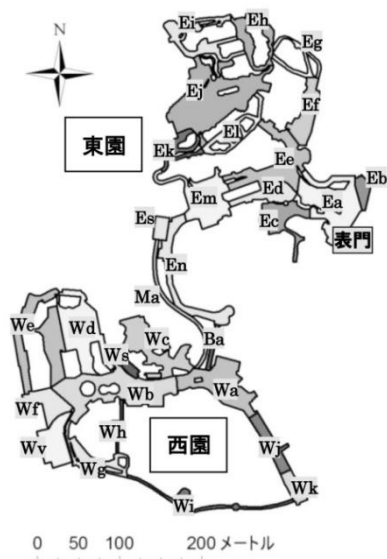 N
Ei
Eh
Eg
Ej
Ef
El
東園
Ek
Ee
Eb
Em
Ed
Ea
Es
Ec
表門
En
Ma
We
Wd
Wc
Ba
Ws
Wf
Wb
Wa
Wv
Wh
西園
Wj
Wg
Wk
Wi
0 50 100 200 メートル